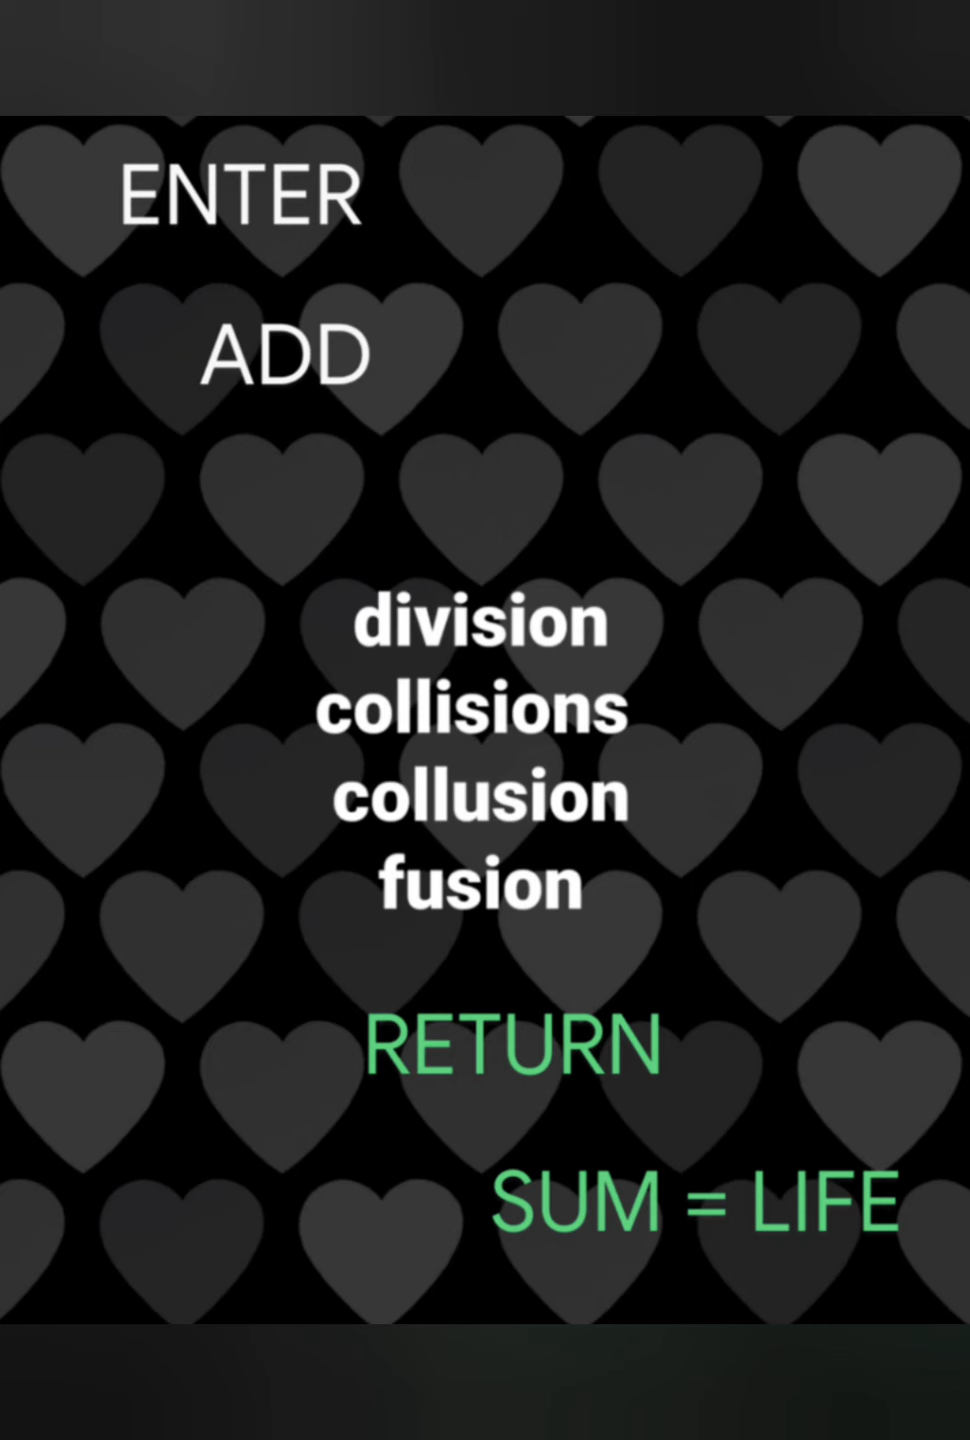 ENTER
ADD
division
collisions
collusion
fusion
RETURN
SUM = LIFE